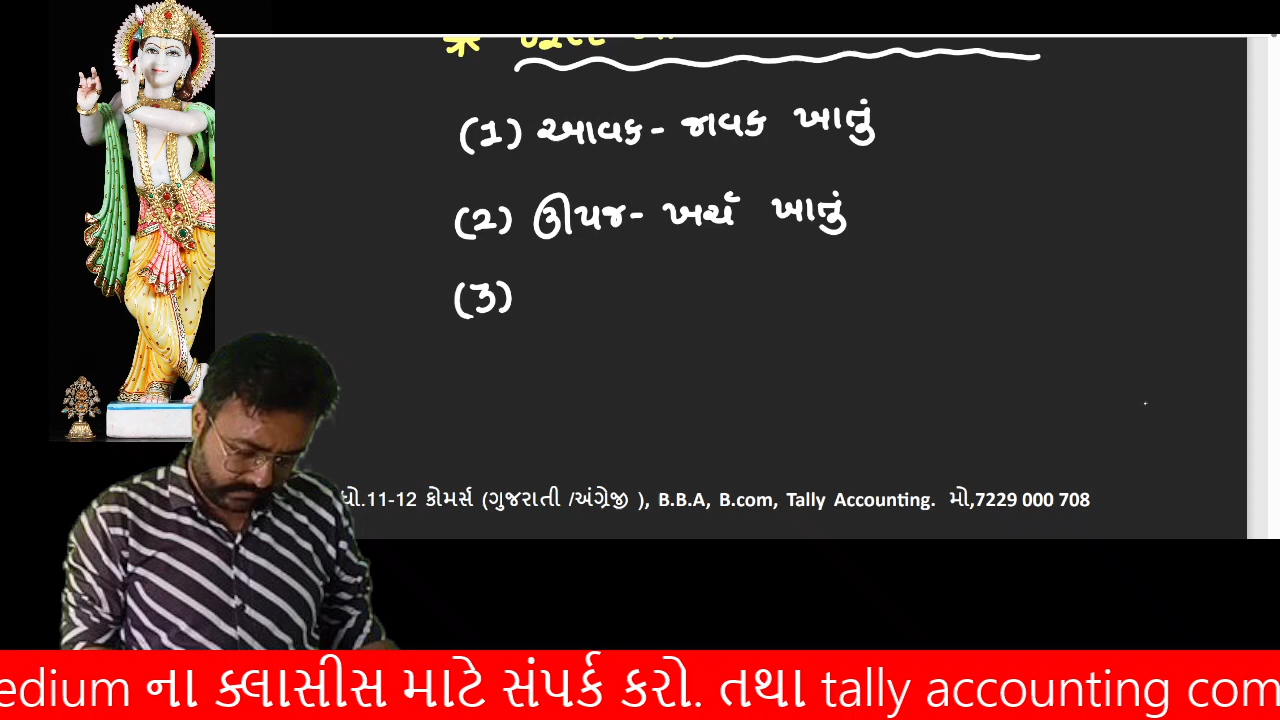 (1) આવક - જાવક ખાતું
(2) ઊપજ - ખર્ચ ખાતું
(3)
ધો.11-12 કોમર્સ (ગુજરાતી /અંગ્રેજી ), B.B.A, B.com, Tally Accounting. મો,7229 000 708
edium ના ક્લાસીસ માટે સંપર્ક કરો. તથા tally accounting com